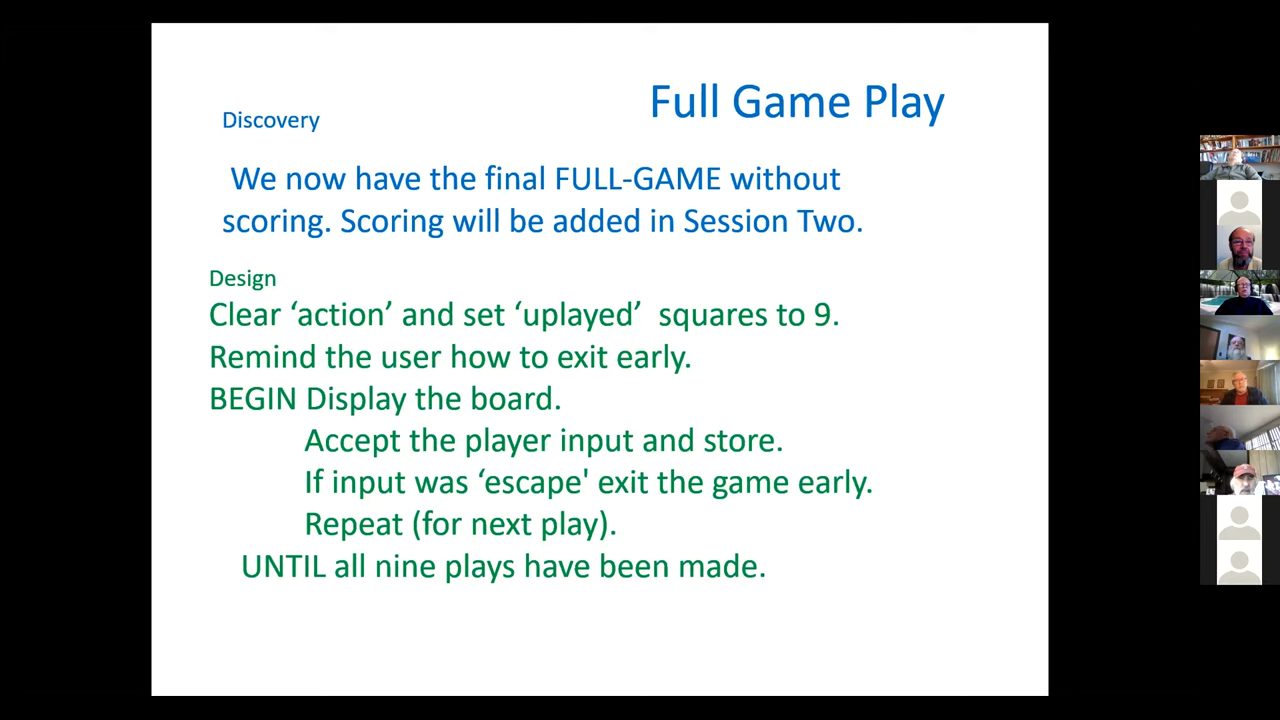 Full Game Play
Discovery
We now have the final FULL-GAME without
scoring. Scoring will be added in Session Two.
Design
Clear ‘action’ and set ‘uplayed’ squares to 9.
Remind the user how to exit early.
BEGIN Display the board.
Accept the player input and store.
If input was ‘escape' exit the game early.
Repeat (for next play).
UNTIL all nine plays have been made.